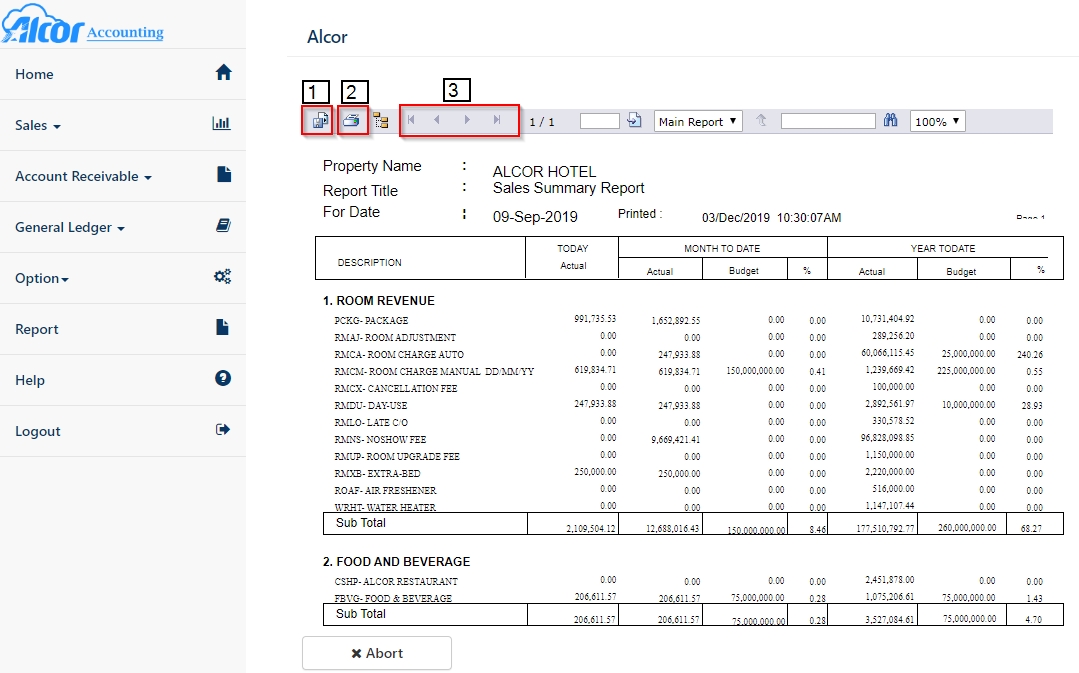 Alcor Accounting
Home
Sales
Account Receivable
General Ledger
Option
Report
Help
Logout
Alcor
1 2 3
1 / 1 Main Report 100%
Property Name : ALCOR HOTEL
Report Title : Sales Summary Report
For Date : 09-Sep-2019 Printed : 03/Dec/2019 10:30:07AM
DESCRIPTION TODAY MONTH TO DATE YEAR TODATE
Actual Actual Budget % Actual Budget %
1. ROOM REVENUE
PCKG- PACKAGE 991,735.53 1,652,892.55 0.00 0.00 10,731,404.92 0.00 0.00
RMAJ- ROOM ADJUSTMENT 0.00 0.00 0.00 0.00 289,256.20 0.00 0.00
RMCA- ROOM CHARGE AUTO 0.00 247,933.88 0.00 0.00 60,066,115.45 25,000,000.00 240.26
RMCM- ROOM CHARGE MANUAL DD/MM/YY 619,834.71 619,834.71 150,000,000.00 0.41 1,239,669.42 225,000,000.00 0.55
RMCX- CANCELLATION FEE 0.00 0.00 0.00 0.00 100,000.00 0.00 0.00
RMDU- DAY-USE 247,933.88 247,933.88 0.00 0.00 2,892,561.97 10,000,000.00 28.93
RMLO- LATE C/O 0.00 0.00 0.00 0.00 330,578.52 0.00 0.00
RMNS- NOSHOW FEE 0.00 9,669,421.41 0.00 0.00 96,828,098.85 0.00 0.00
RMUP- ROOM UPGRADE FEE 0.00 0.00 0.00 0.00 1,150,000.00 0.00 0.00
RMXB- EXTRA-BED 250,000.00 250,000.00 0.00 0.00 2,220,000.00 0.00 0.00
ROAF- AIR FRESHENER 0.00 0.00 0.00 0.00 516,000.00 0.00 0.00
WRHT- WATER HEATER 0.00 0.00 0.00 0.00 1,147,107.44 0.00 0.00
Sub Total 2,109,504.12 12,688,016.43 150,000,000.00 8.46 177,510,792.77 260,000,000.00 68.27
2. FOOD AND BEVERAGE
CSHP- ALCOR RESTAURANT 0.00 0.00 0.00 0.00 2,451,878.00 0.00 0.00
FBVG- FOOD & BEVERAGE 206,611.57 206,611.57 75,000,000.00 0.28 1,075,206.61 75,000,000.00 1.43
Sub Total 206,611.57 206,611.57 75,000,000.00 0.28 3,527,084.61 75,000,000.00 4.70
Abort